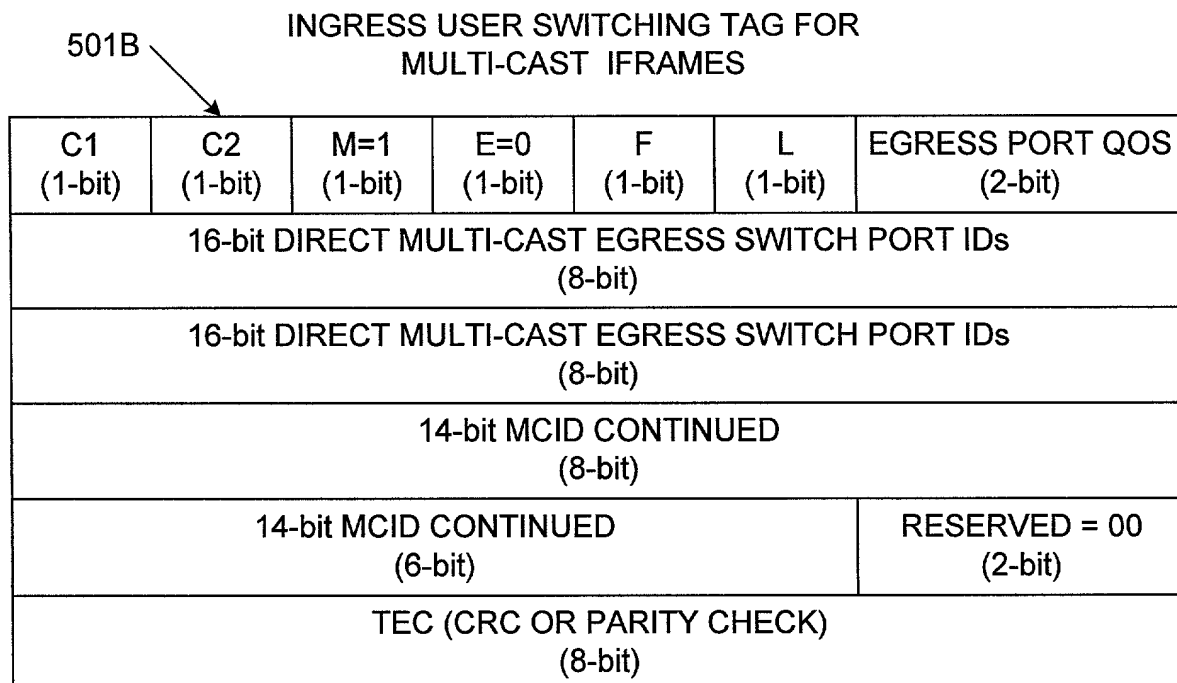 INGRESS USER SWITCHING TAG FOR
MULTI-CAST IFRAMES
501B
C1 C2 M=1 E=0 F L EGRESS PORT QOS
(1-bit) (1-bit) (1-bit) (1-bit) (1-bit) (1-bit) (2-bit)
16-bit DIRECT MULTI-CAST EGRESS SWITCH PORT IDs
(8-bit)
16-bit DIRECT MULTI-CAST EGRESS SWITCH PORT IDs
(8-bit)
14-bit MCID CONTINUED
(8-bit)
14-bit MCID CONTINUED RESERVED = 00
(6-bit) (2-bit)
TEC (CRC OR PARITY CHECK)
(8-bit)